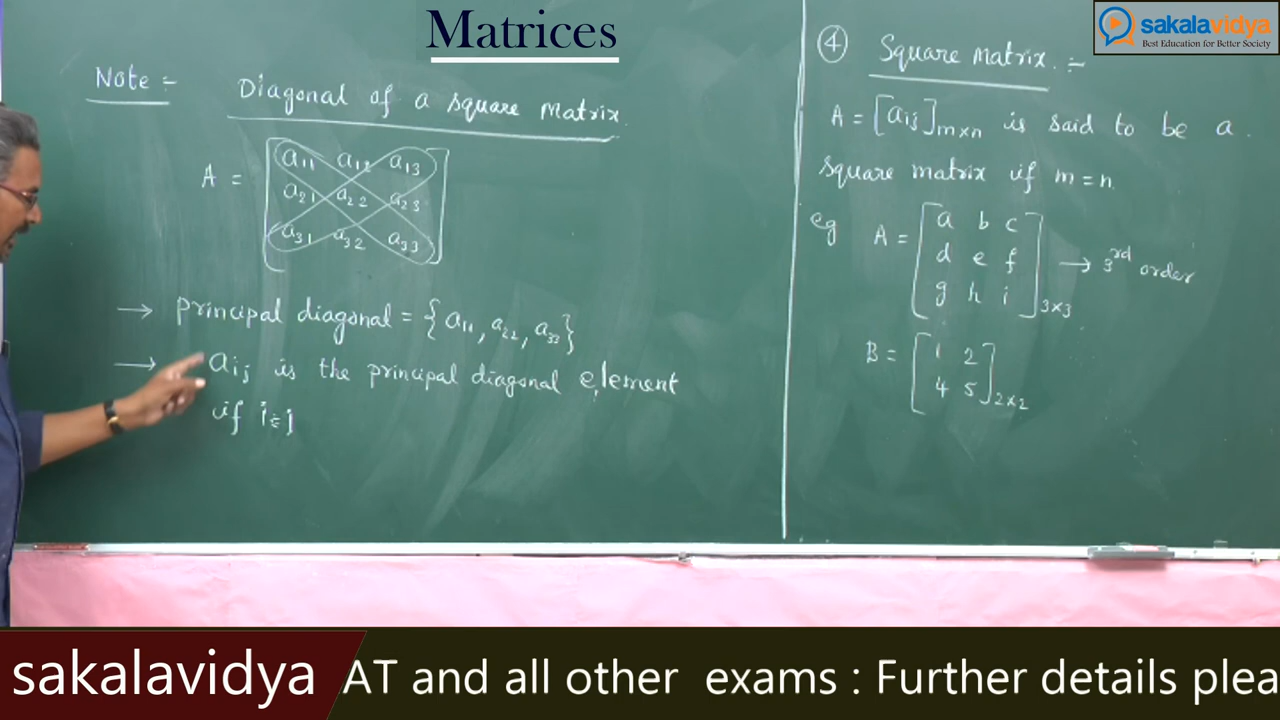 Matrices
sakalavidya
Best Education for Better Society
Note :-
Diagonal of a square Matrix.
A = [ a11 a12 a13
a21 a22 a23
a31 a32 a33 ]
→ principal diagonal = {a11, a22, a33}
→ aij is the principal diagonal element
if i=j
④ Square matrix :-
A = [aij]m×n is said to be a.
square matrix if m=n.
eg A = [ a b c
d e f
g h i ]3×3 → 3rd order
B = [ 1 2
4 5 ]2×2
sakalavidya
AT and all other exams : Further details plea